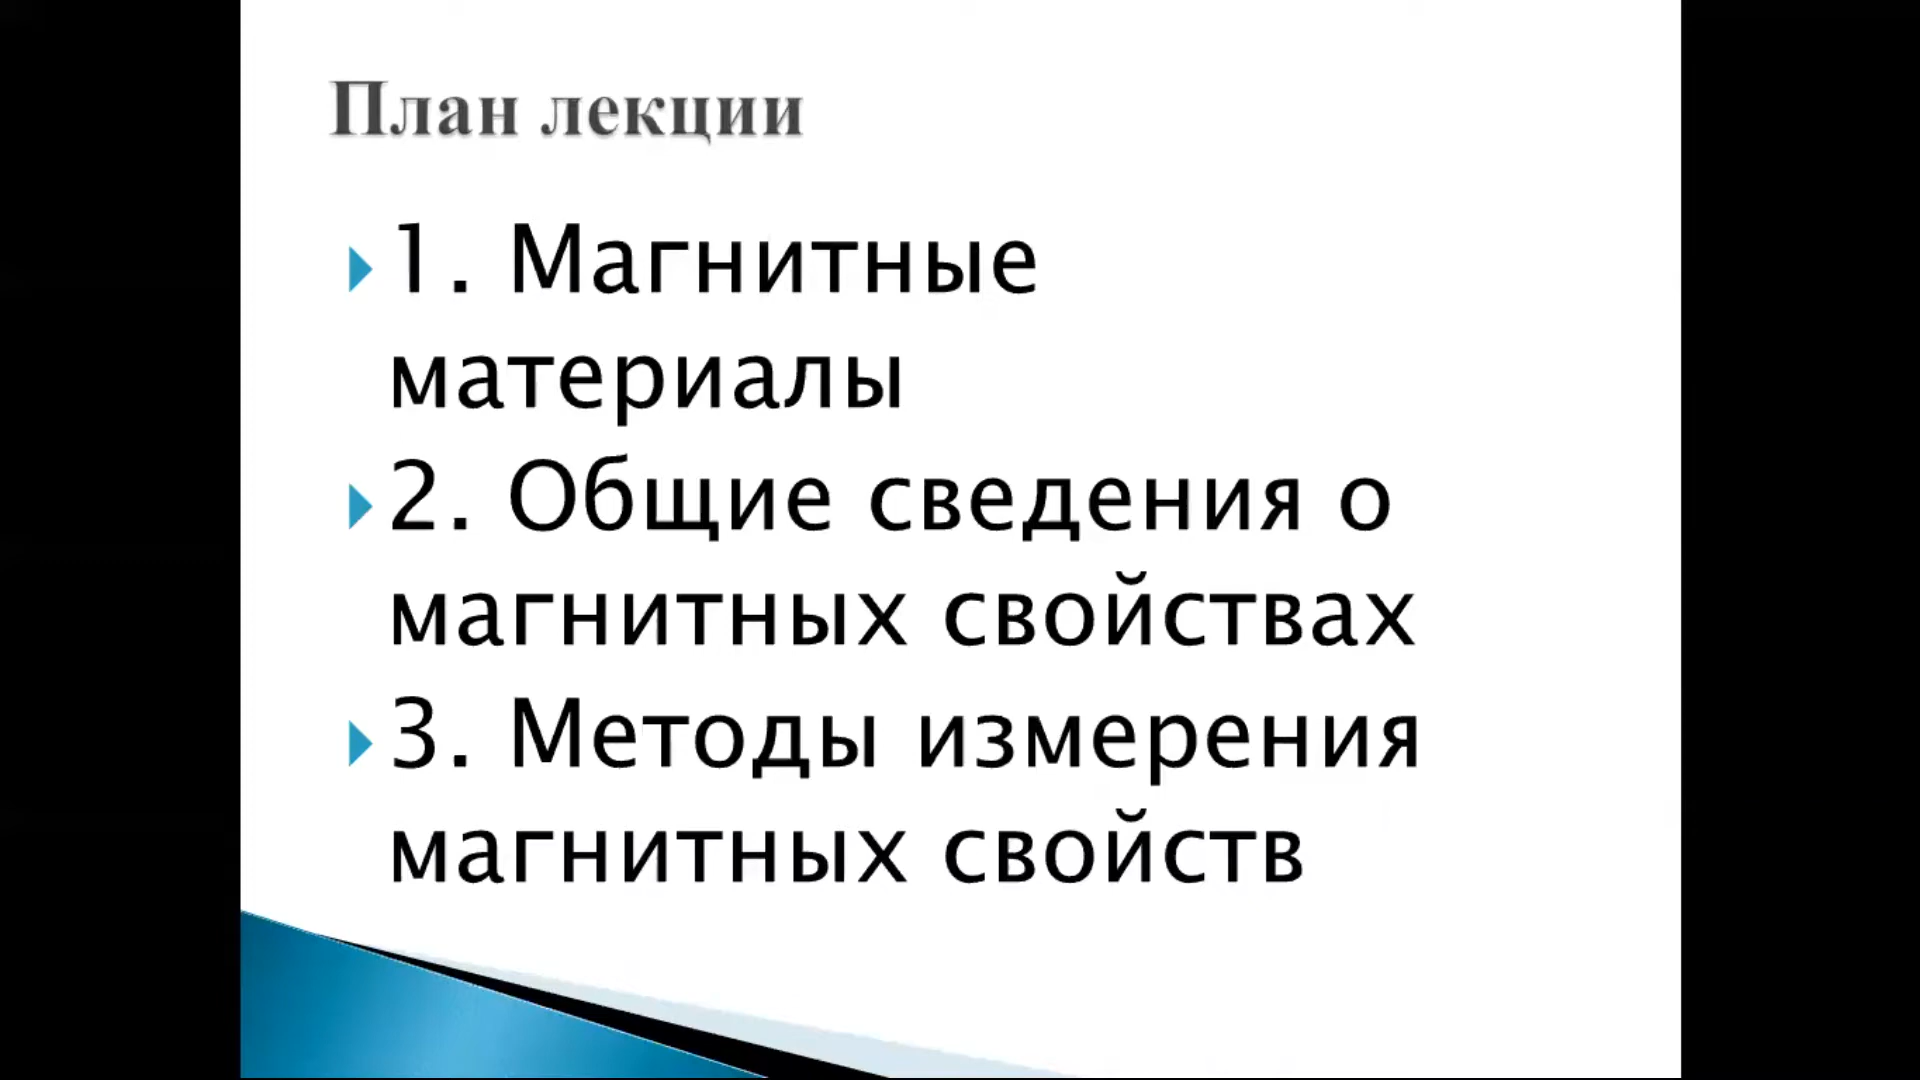 План лекции
1. Магнитные
материалы
2. Общие сведения о
магнитных свойствах
3. Методы измерения
магнитных свойств